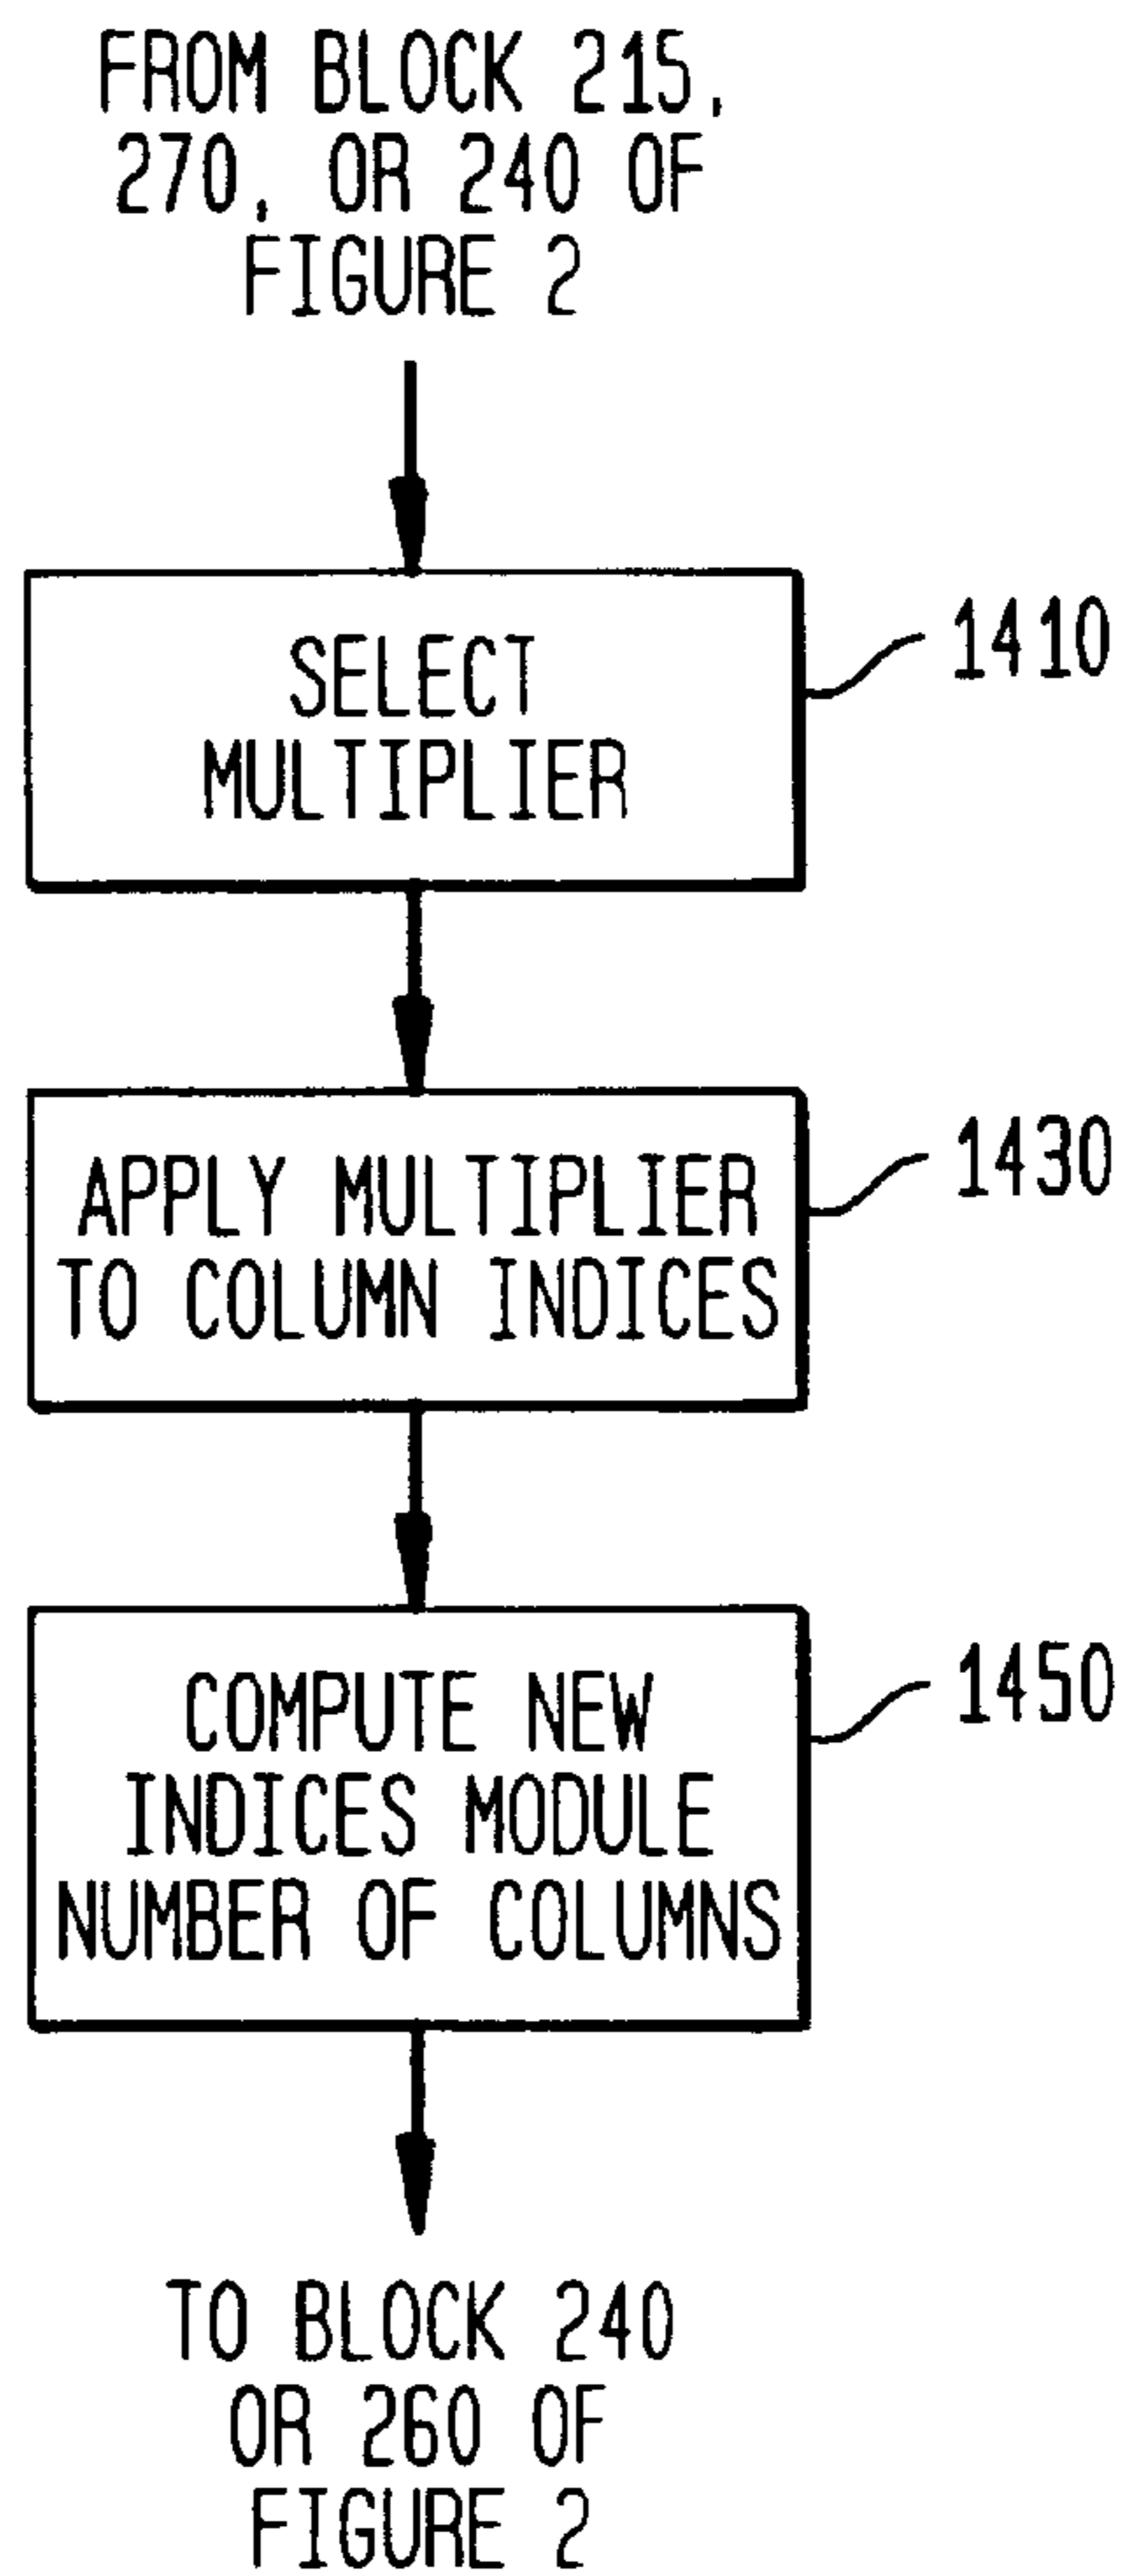 FROM BLOCK 215,
270, OR 240 OF
FIGURE 2
SELECT
MULTIPLIER
1410
APPLY MULTIPLIER
TO COLUMN INDICES
1430
COMPUTE NEW
INDICES MODULE
NUMBER OF COLUMNS
1450
TO BLOCK 240
OR 260 OF
FIGURE 2